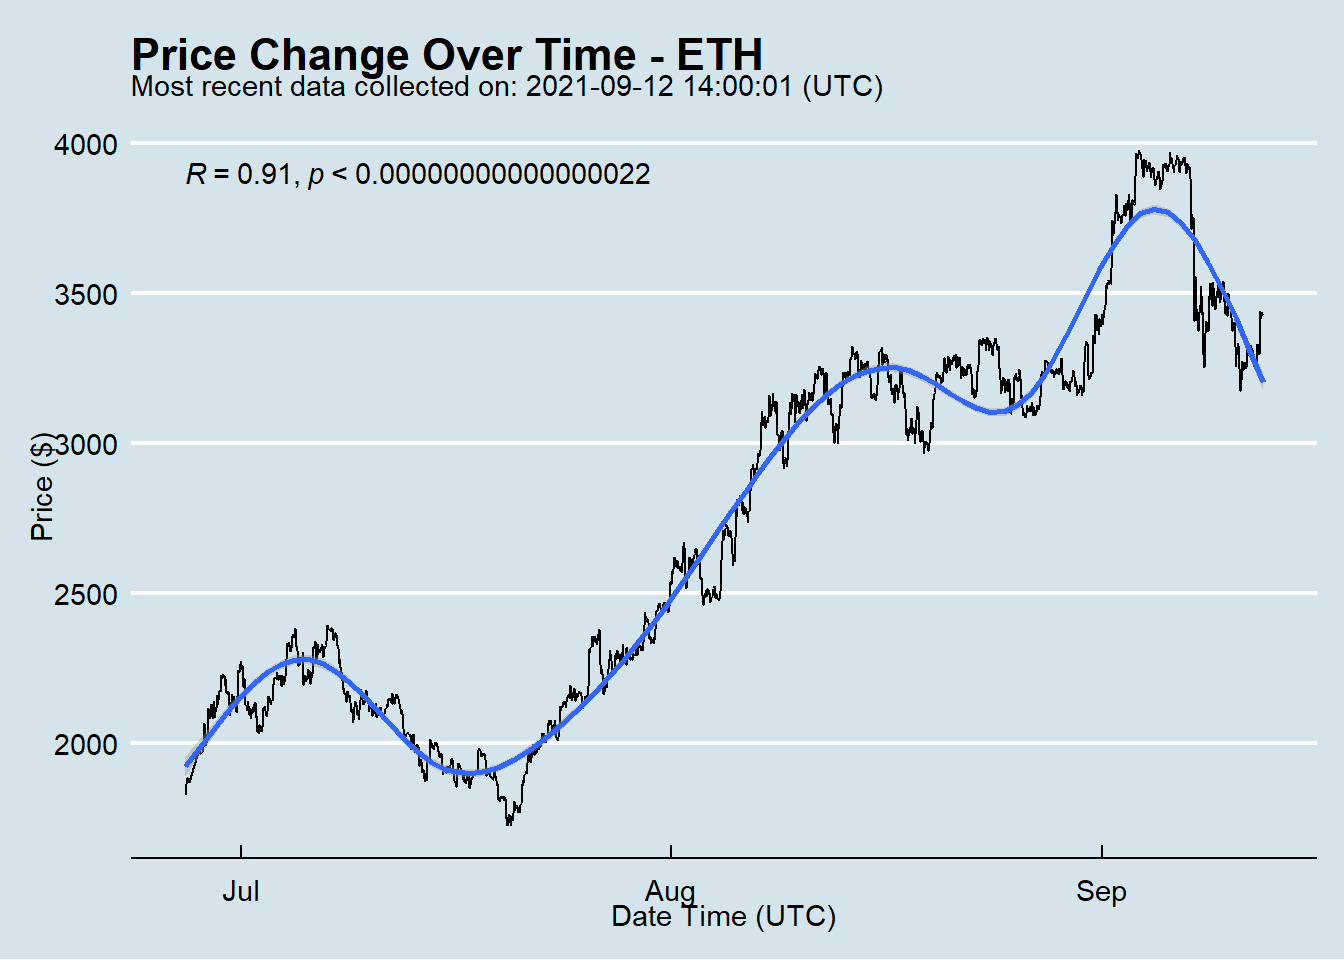 Price Change Over Time - ETH
Most recent data collected on: 2021-09-12 14:00:01 (UTC)
R = 0.91, p < 0.00000000000000022
4000
3500
3000
2500
2000
Price ($)
Jul
Aug
Sep
Date Time (UTC)